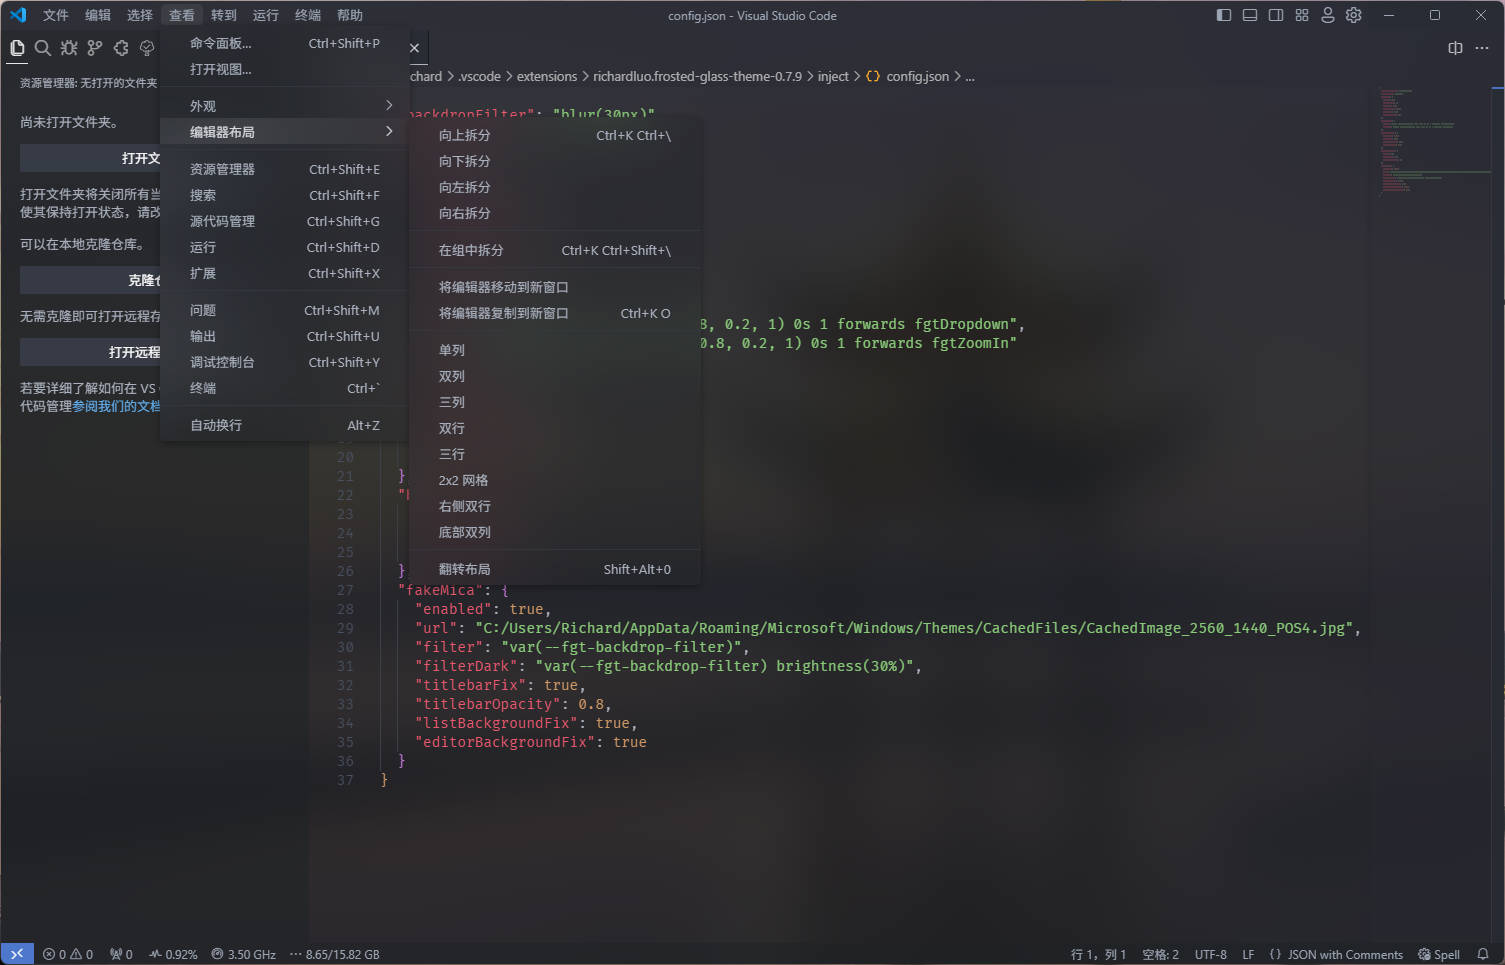 文件 编辑 选择 查看 转到 运行 终端 帮助 config.json - Visual Studio Code
chard > .vscode > extensions > richardluo.frosted-glass-theme-0.7.9 > inject > {} config.json > ...
资源管理器: 无打开的文件夹
尚未打开文件夹。
打开文
打开文件夹将关闭所有当
使其保持打开状态，请改
可以在本地克隆仓库。
克隆仓
无需克隆即可打开远程存
打开远程
若要详细了解如何在 VS
代码管理参阅我们的文档
命令面板... Ctrl+Shift+P
打开视图...
外观
编辑器布局
资源管理器 Ctrl+Shift+E
搜索 Ctrl+Shift+F
源代码管理 Ctrl+Shift+G
运行 Ctrl+Shift+D
扩展 Ctrl+Shift+X
问题 Ctrl+Shift+M
输出 Ctrl+Shift+U
调试控制台 Ctrl+Shift+Y
终端 Ctrl+`
自动换行 Alt+Z
向上拆分 Ctrl+K Ctrl+\
向下拆分
向左拆分
向右拆分
在组中拆分 Ctrl+K Ctrl+Shift+\
将编辑器移动到新窗口
将编辑器复制到新窗口 Ctrl+K O
单列
双列
三列
双行
三行
2x2 网格
右侧双行
底部双列
翻转布局 Shift+Alt+0
backdropFilter": "blur(30px)"
8, 0.2, 1) 0s 1 forwards fgtDropdown",
0.8, 0.2, 1) 0s 1 forwards fgtZoomIn"
20
21 }
22 "
23
24
25
26 }
27 "fakeMica": {
28 "enabled": true,
29 "url": "C:/Users/Richard/AppData/Roaming/Microsoft/Windows/Themes/CachedFiles/CachedImage_2560_1440_POS4.jpg",
30 "filter": "var(--fgt-backdrop-filter)",
31 "filterDark": "var(--fgt-backdrop-filter) brightness(30%)",
32 "titlebarFix": true,
33 "titlebarOpacity": 0.8,
34 "listBackgroundFix": true,
35 "editorBackgroundFix": true
36 }
37 }
0 0 0 0.92% 3.50 GHz ··· 8.65/15.82 GB 行 1，列 1 空格: 2 UTF-8 LF {} JSON with Comments Spell